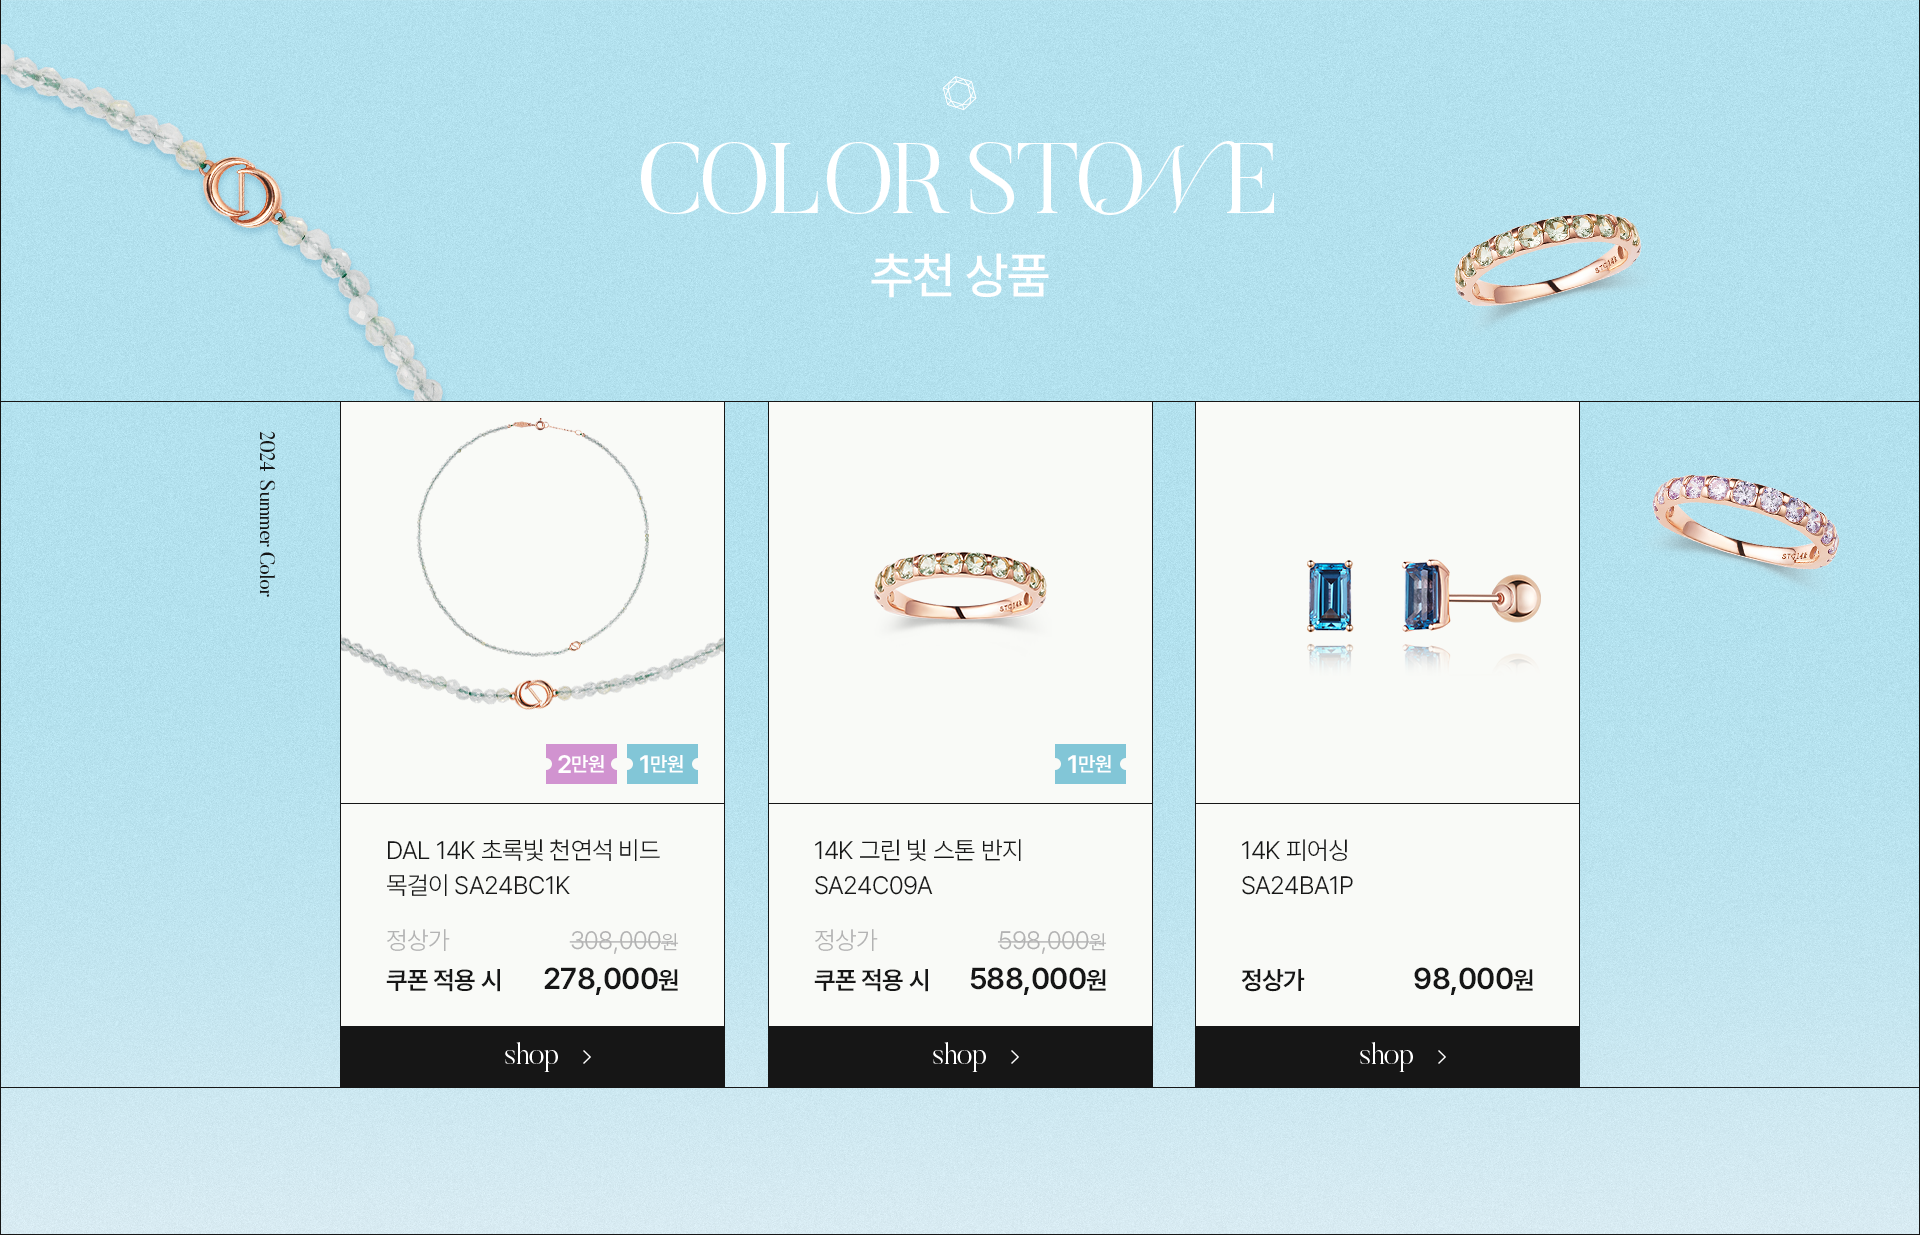 COLOR STONE
추천 상품
2024 Summer Color
2만원
1만원
DAL 14K 초록빛 천연석 비드
목걸이 SA24BC1K
정상가 308,000원
쿠폰 적용 시 278,000원
shop
1만원
14K 그린 빛 스톤 반지
SA24C09A
정상가 598,000원
쿠폰 적용 시 588,000원
shop
14K 피어싱
SA24BA1P
정상가 98,000원
shop